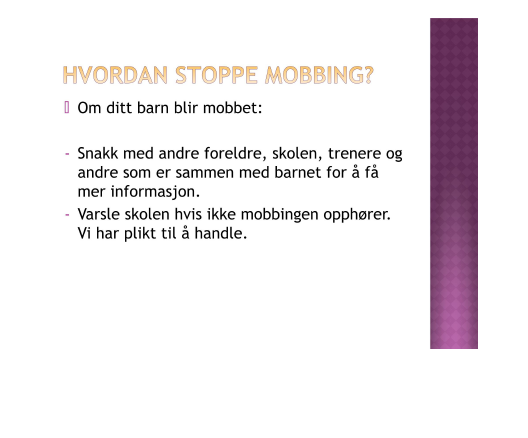 HVORDAN STOPPE MOBBING?
Om ditt barn blir mobbet:
- Snakk med andre foreldre, skolen, trenere og
andre som er sammen med barnet for å få
mer informasjon.
- Varsle skolen hvis ikke mobbingen opphører.
Vi har plikt til å handle.